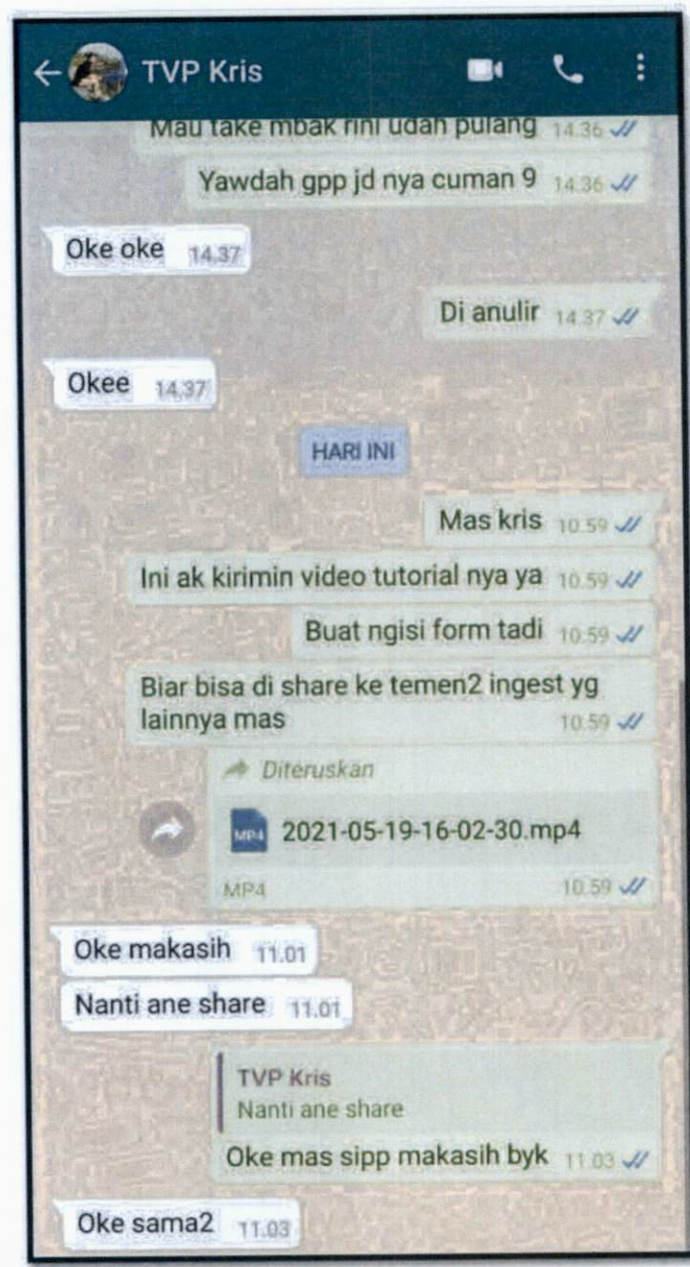 TVP Kris
Mau take mbak rini udah pulang 14.36
Yawdah gpp jd nya cuman 9 14.36
Oke oke 14.37
Di anulir 14.37
Okee 14.37
HARI INI
Mas kris 10.59
Ini ak kirimin video tutorial nya ya 10.59
Buat ngisi form tadi 10.59
Biar bisa di share ke temen2 ingest yg
lainnya mas 10.59
Diteruskan
MP4 2021-05-19-16-02-30.mp4
MP4 10.59
Oke makasih 11.01
Nanti ane share 11.01
TVP Kris
Nanti ane share
Oke mas sipp makasih byk 11.03
Oke sama2 11.03